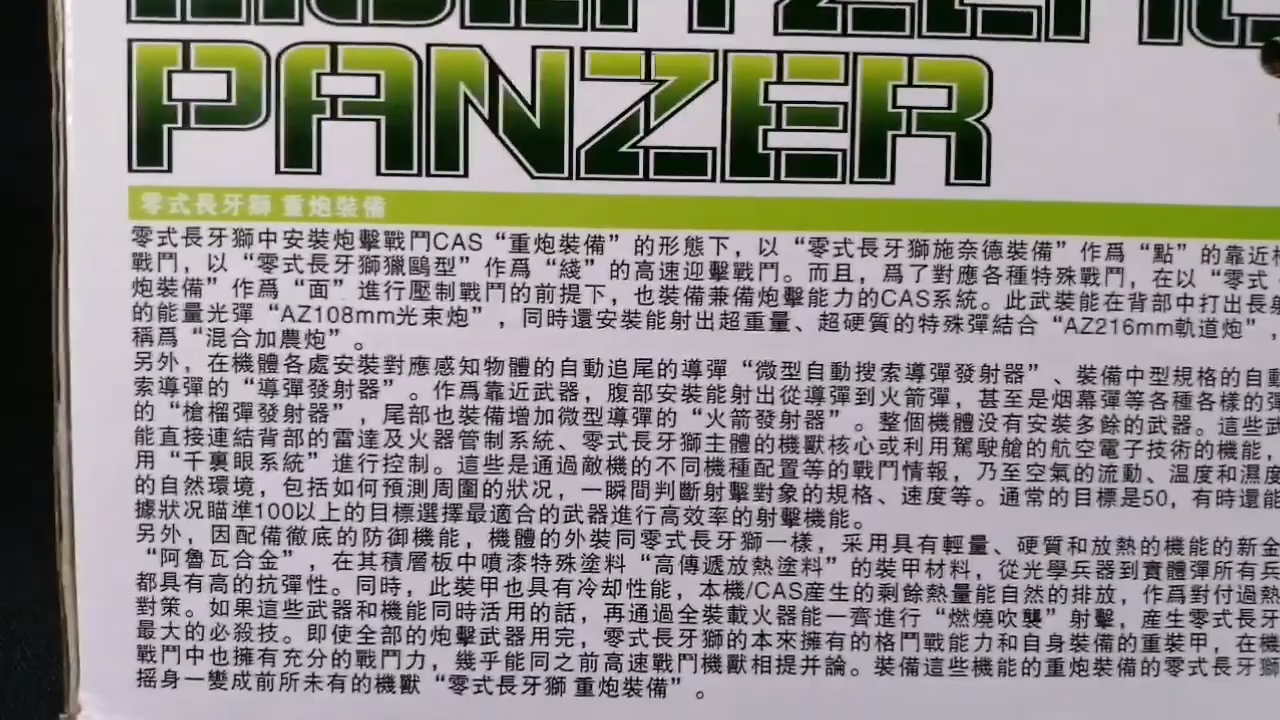 PANZER
零式長牙獅 重炮裝備
零式長牙獅中安裝炮擊戰鬥CAS“重炮裝備”的形態下，以“零式長牙獅施奈德裝備”作爲“點”的靠近
戰鬥，以“零式長牙獅獵鷗型”作爲“綫”的高速迎擊戰鬥。而且，爲了對應各種特殊戰鬥，在以“零式
炮裝備”作爲“面”進行壓制戰鬥的前提下，也裝備兼備炮擊能力的CAS系統。此武裝能在背部中打出長
的能量光彈“AZ108mm光束炮”，同時還安裝能射出超重量、超硬質的特殊彈結合“AZ216mm軌道炮”，
稱爲“混合加農炮”。
另外，在機體各處安裝對應感知物體的自動追尾的導彈“微型自動搜索導彈發射器”、裝備中型規格的自動
索導彈的“導彈發射器”。作爲靠近武器，腹部安裝能射出從導彈到火箭彈，甚至是烟幕彈等各種各樣的彈
的“槍榴彈發射器”，尾部也裝備增加微型導彈的“火箭發射器”。整個機體没有安裝多餘的武器。這些武
能直接連結背部的雷達及火器管制系統、零式長牙獅主體的機獸核心或利用駕駛艙的航空電子技術的機能，
用“千裏眼系統”進行控制。這些是通過敵機的不同機種配置等的戰鬥情報，乃至空氣的流動、温度和濕度
的自然環境，包括如何預測周圍的狀况，一瞬間判斷射擊對象的規格、速度等。通常的目標是50，有時還能
據狀况瞄準100以上的目標選擇最適合的武器進行高效率的射擊機能。
另外，因配備徹底的防御機能，機體的外裝同零式長牙獅一樣，采用具有輕量、硬質和放熱的機能的新金
“阿魯瓦合金”，在其積層板中噴漆特殊塗料“高傳遞放熱塗料”的裝甲材料，從光學兵器到實體彈所有兵
都具有高的抗彈性。同時，此裝甲也具有冷却性能，本機/CAS産生的剩餘熱量能自然的排放，作爲對付過熱
對策。如果這些武器和機能同時活用的話，再通過全裝載火器能一齊進行“燃燒吹襲”射擊，産生零式長牙
最大的必殺技。即使全部的炮擊武器用完，零式長牙獅的本來擁有的格鬥戰能力和自身裝備的重裝甲，在機
戰鬥中也擁有充分的戰鬥力，幾乎能同之前高速戰鬥機獸相提并論。裝備這些機能的重炮裝備的零式長牙獅
摇身一變成前所未有的機獸“零式長牙獅 重炮裝備”。